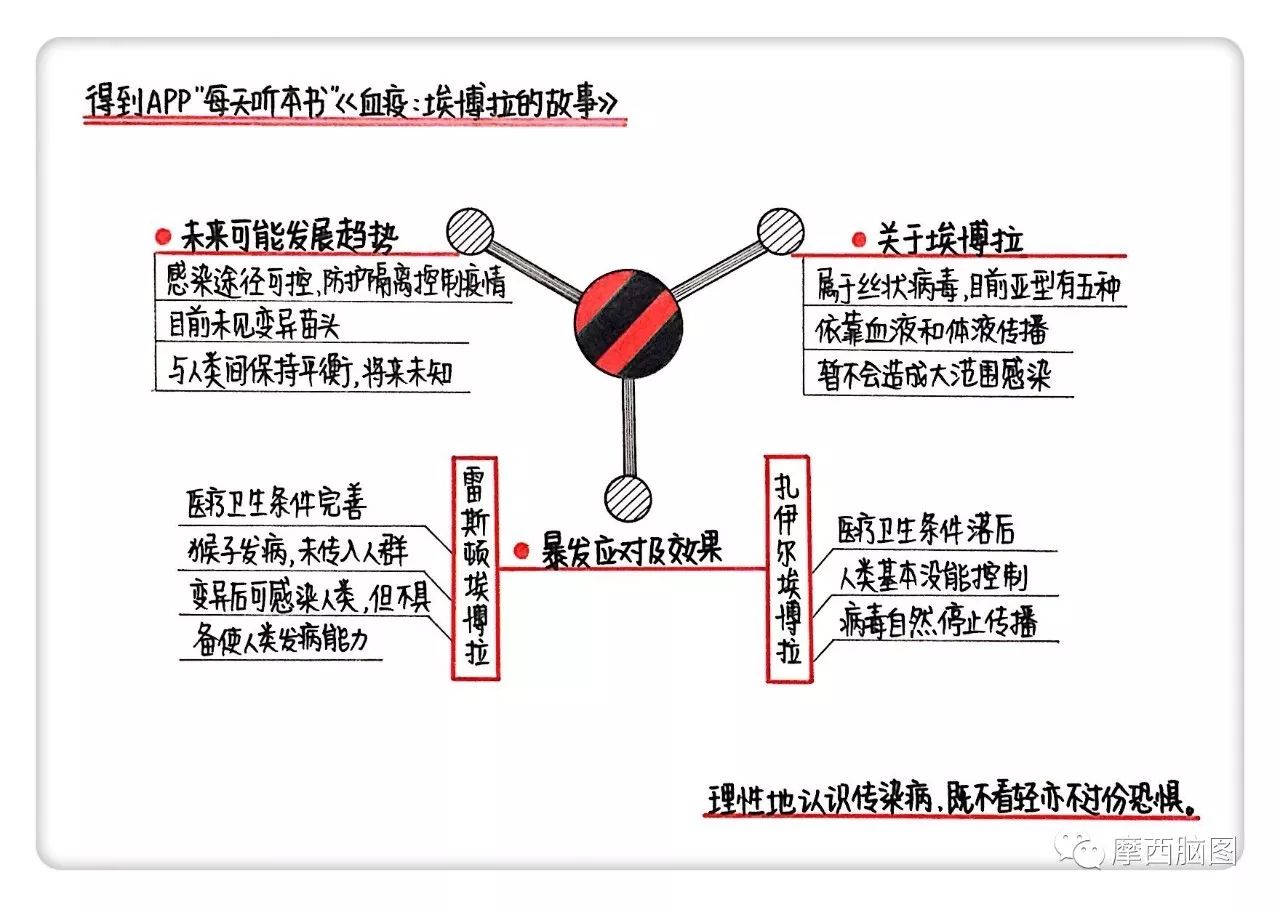 得到APP"每天听本书"《血疫:埃博拉的故事》
未来可能发展趋势
感染途径可控、防护隔离控制疫情
目前未见变异苗头
与人类间保持平衡,将来未知
关于埃博拉
属于丝状病毒,目前亚型有五种
依靠血液和体液传播
暂不会造成大范围感染
暴发应对及效果
雷斯顿埃博拉
医疗卫生条件完善
猴子发病,未传入人群
变异后可感染人类,但不具
备使人类发病能力
扎伊尔埃博拉
医疗卫生条件落后
人类基本没能控制
病毒自然停止传播
理性地认识传染病、既不看轻亦不过份恐惧。
摩西脑图